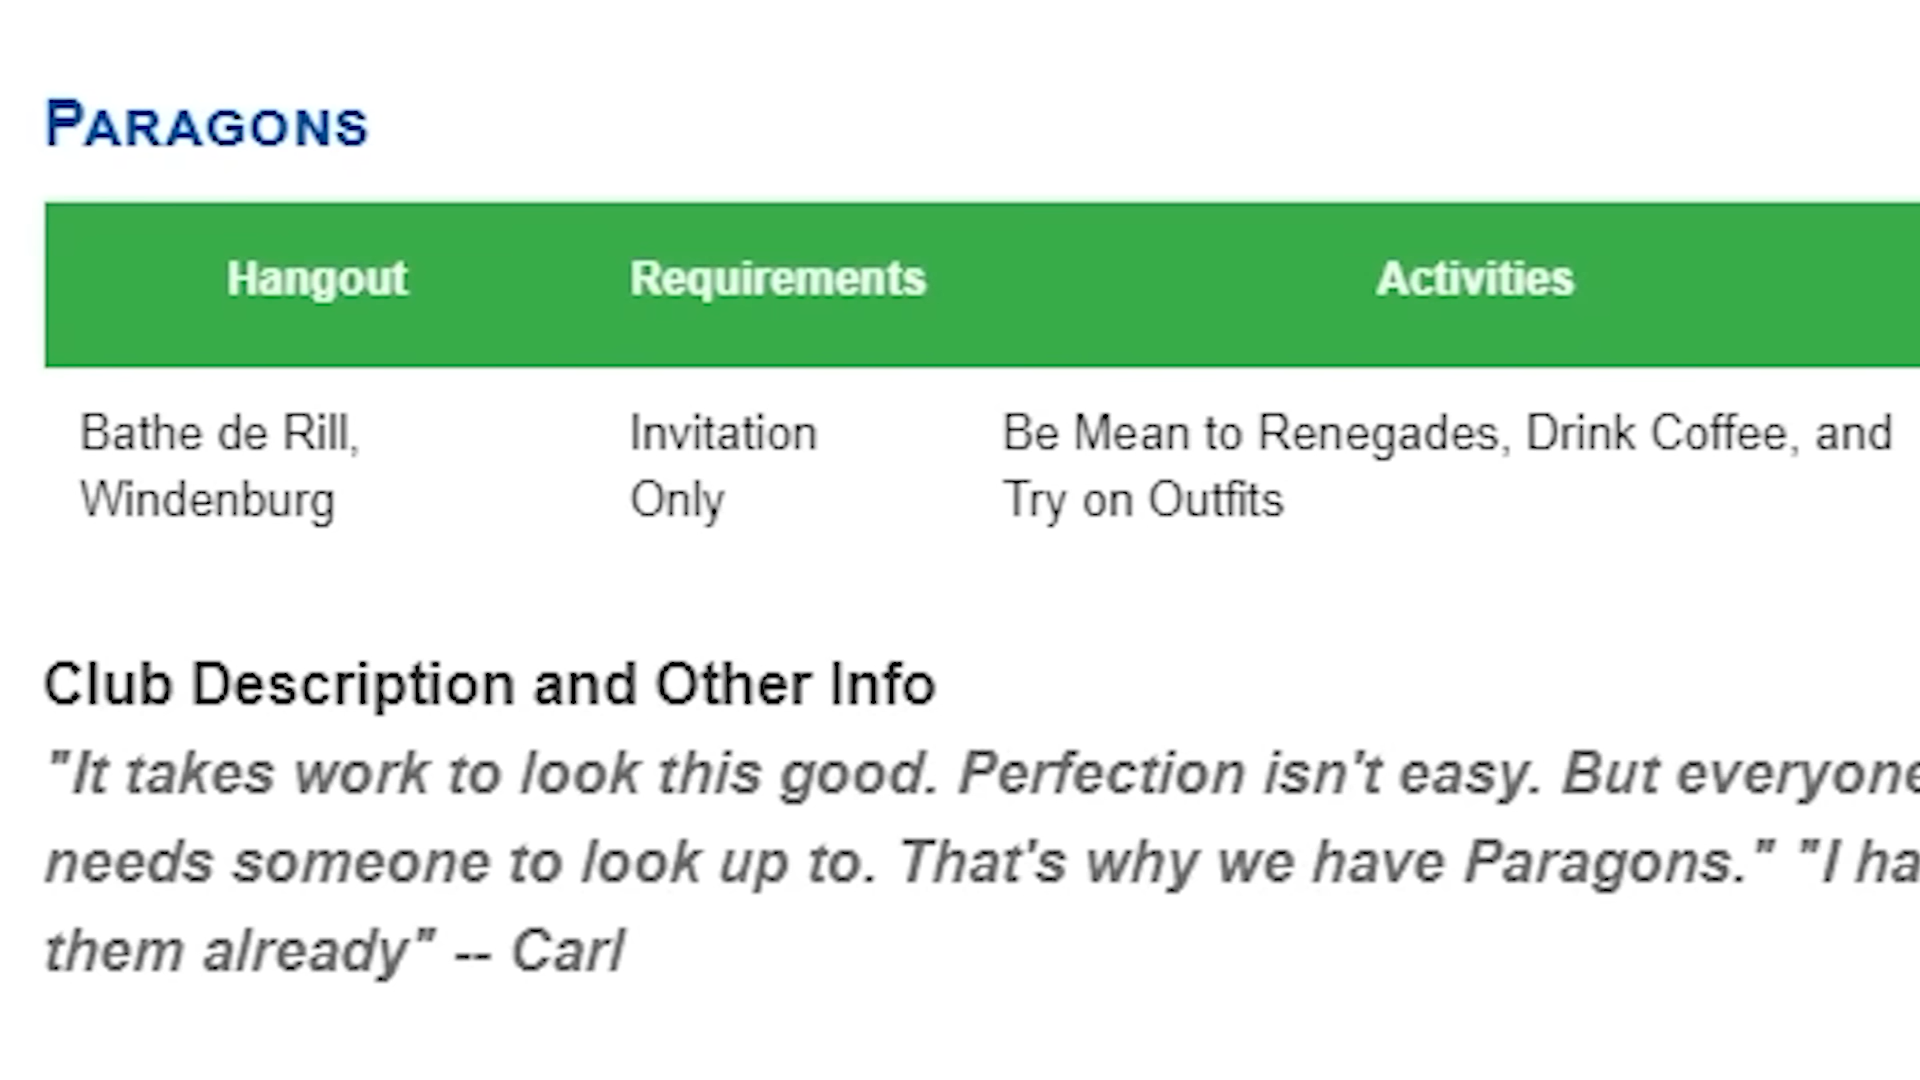 PARAGONS
Hangout Requirements Activities
Bathe de Rill, Invitation Be Mean to Renegades, Drink Coffee, and
Windenburg Only Try on Outfits
Club Description and Other Info
"It takes work to look this good. Perfection isn't easy. But everyone
needs someone to look up to. That's why we have Paragons." "I
them already" -- Carl